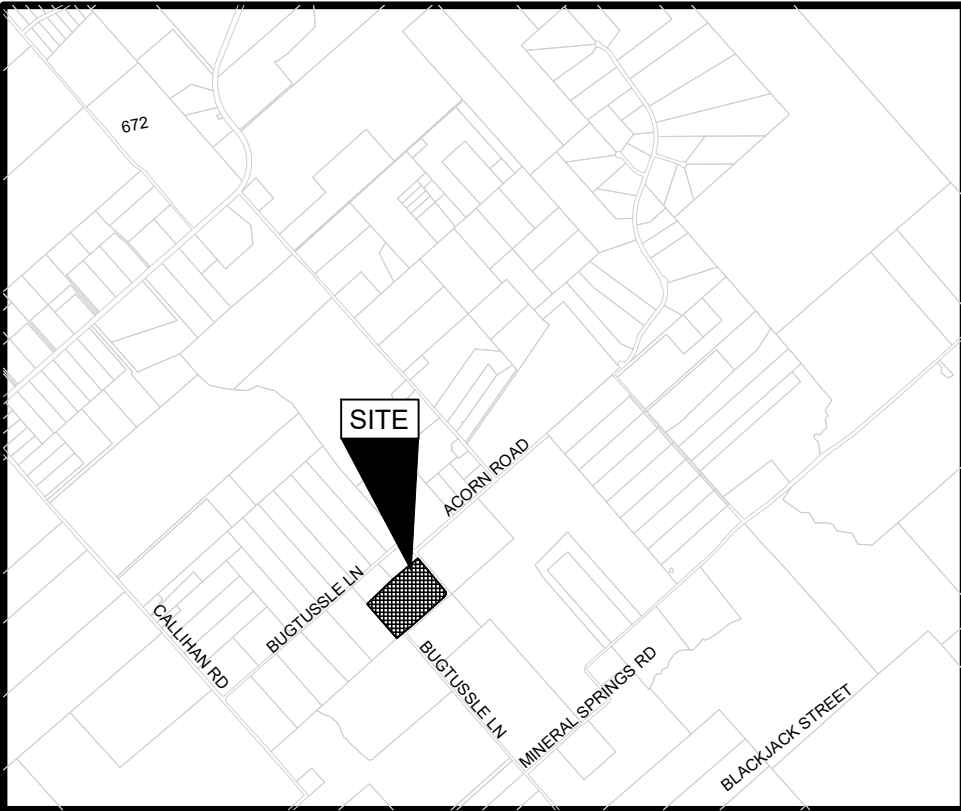 672
SITE
ACORN ROAD
BUGTUSSLE LN
CALLIHAN RD
BUGTUSSLE LN
MINERAL SPRINGS RD
BLACKJACK STREET